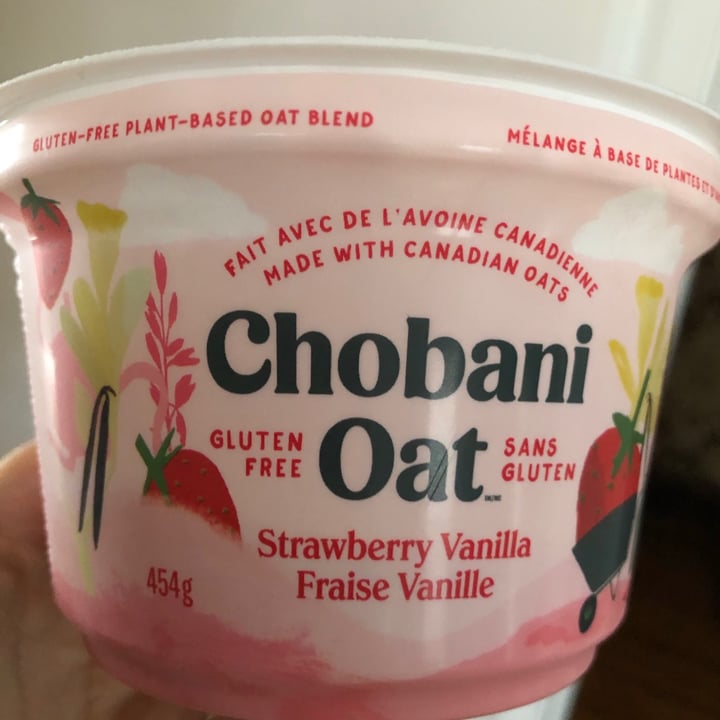 GLUTEN-FREE PLANT-BASED OAT BLEND
MÉLANGE À BASE DE PLANTES ET
FAIT AVEC DE L'AVOINE CANADIENNE
MADE WITH CANADIAN OATS
Chobani
GLUTEN FREE Oat SANS GLUTEN
Strawberry Vanilla
Fraise Vanille
454g